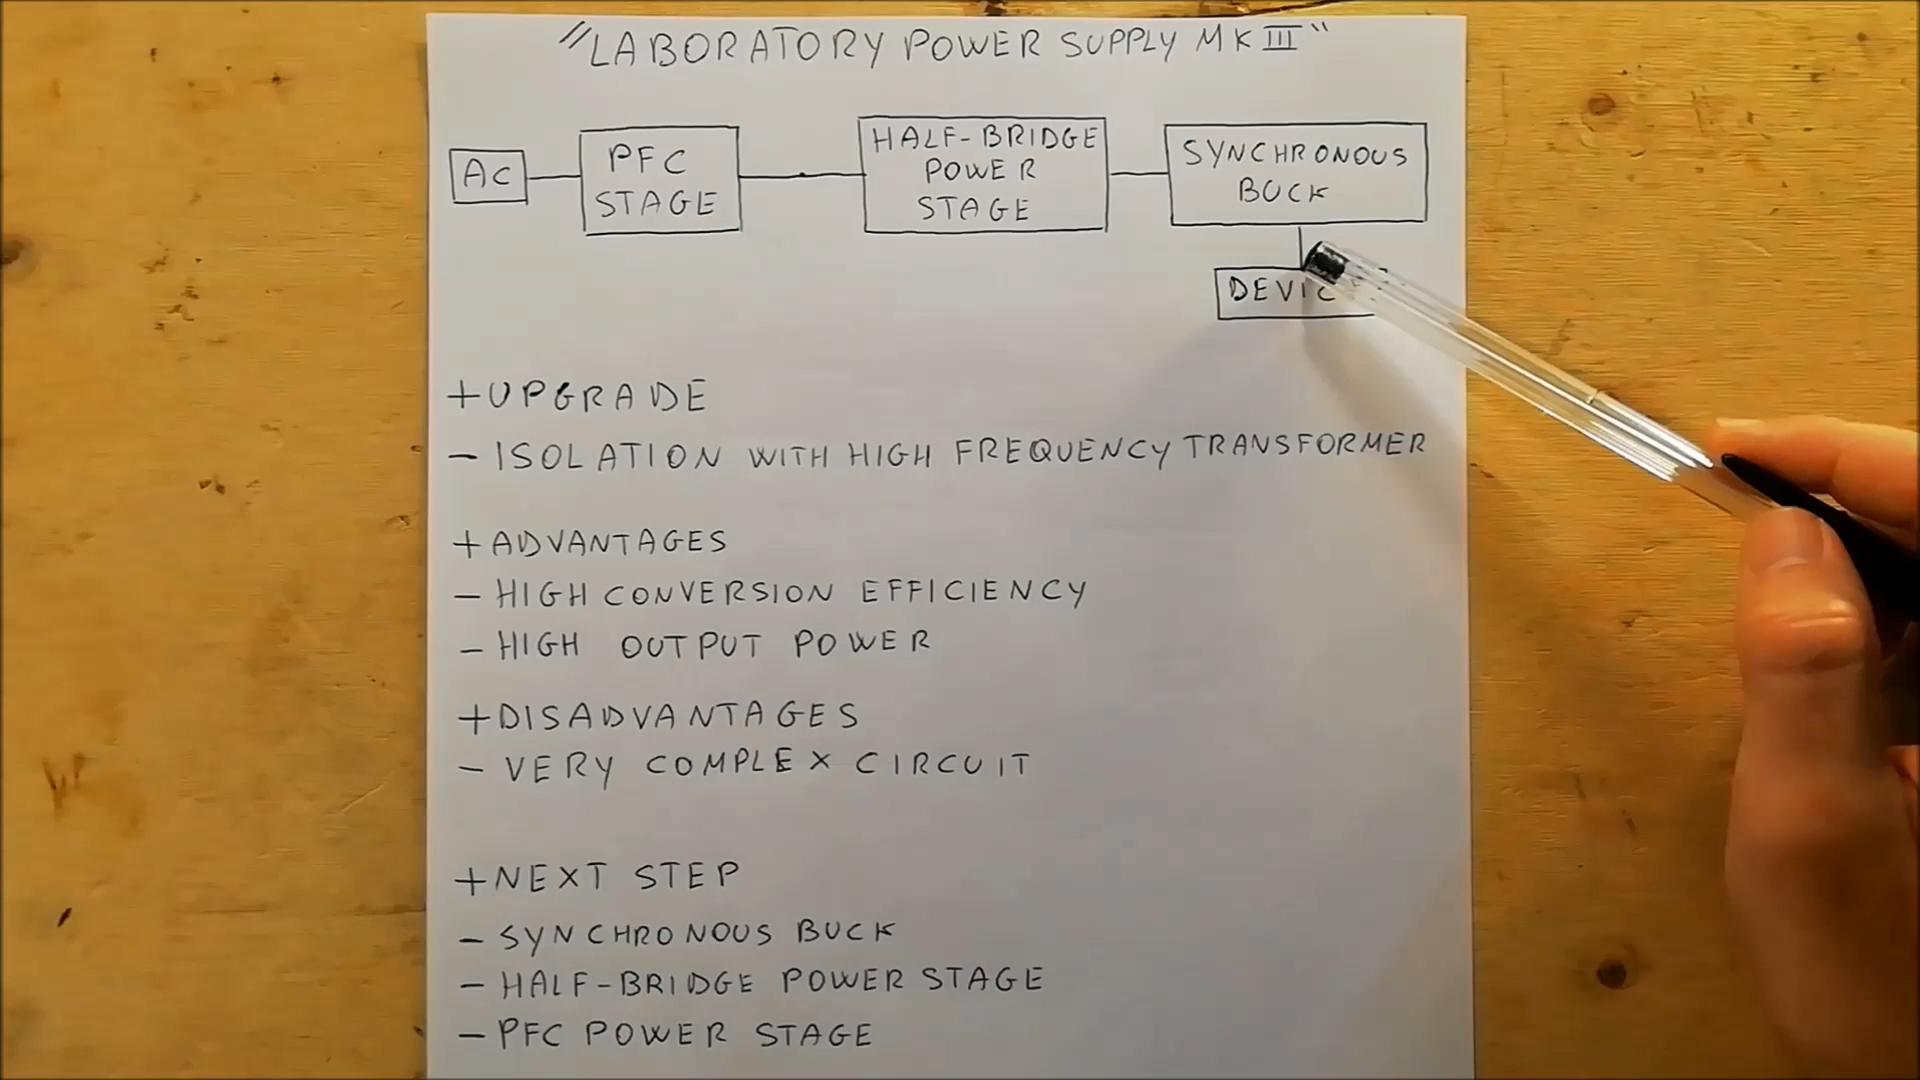 "LABORATORY POWER SUPPLY MK III"
AC
PFC
STAGE
HALF-BRIDGE
POWER
STAGE
SYNCHRONOUS
BUCK
+UPGRADE
- ISOLATION WITH HIGH FREQUENCY TRANSFORMER
+ADVANTAGES
- HIGH CONVERSION EFFICIENCY
- HIGH OUTPUT POWER
+DISADVANTAGES
- VERY COMPLEX CIRCUIT
+NEXT STEP
- SYNCHRONOUS BUCK
- HALF-BRIDGE POWER STAGE
- PFC POWER STAGE